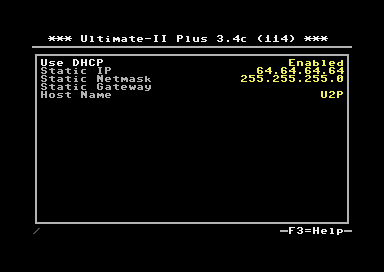 *** Ultimate-II Plus 3.4c (114) ***
Use DHCP Enabled
Static IP 64.64.64.64
Static Netmask 255.255.255.0
Static Gateway
Host Name U2P
/ F3=Help